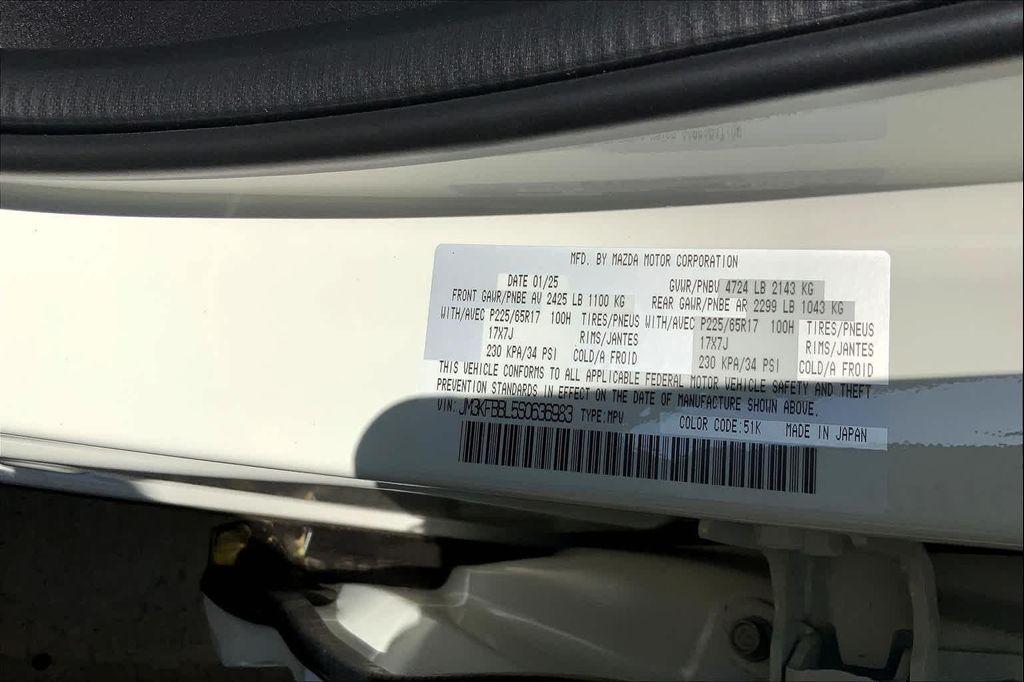 MFD. BY MAZDA MOTOR CORPORATION
DATE 01/25 GVWR/PNBV 4724 LB 2143 KG
FRONT GAWR/PNBE AV 2425 LB 1100 KG REAR GAWR/PNBE AR 2299 LB 1043 KG
WITH/AVEC P225/65R17 100H TIRES/PNEUS WITH/AVEC P225/65R17 100H TIRES/PNEUS
17X7J RIMS/JANTES 17X7J RIMS/JANTES
230 KPA/34 PSI COLD/A FROID 230 KPA/34 PSI COLD/A FROID
THIS VEHICLE CONFORMS TO ALL APPLICABLE FEDERAL MOTOR VEHICLE SAFETY AND THEFT
PREVENTION STANDARDS IN EFFECT ON THE DATE OF MANUFACTURE SHOWN ABOVE.
VIN: JM3KFBBL5S0636983 TYPE:MPV
COLOR CODE:51K MADE IN JAPAN